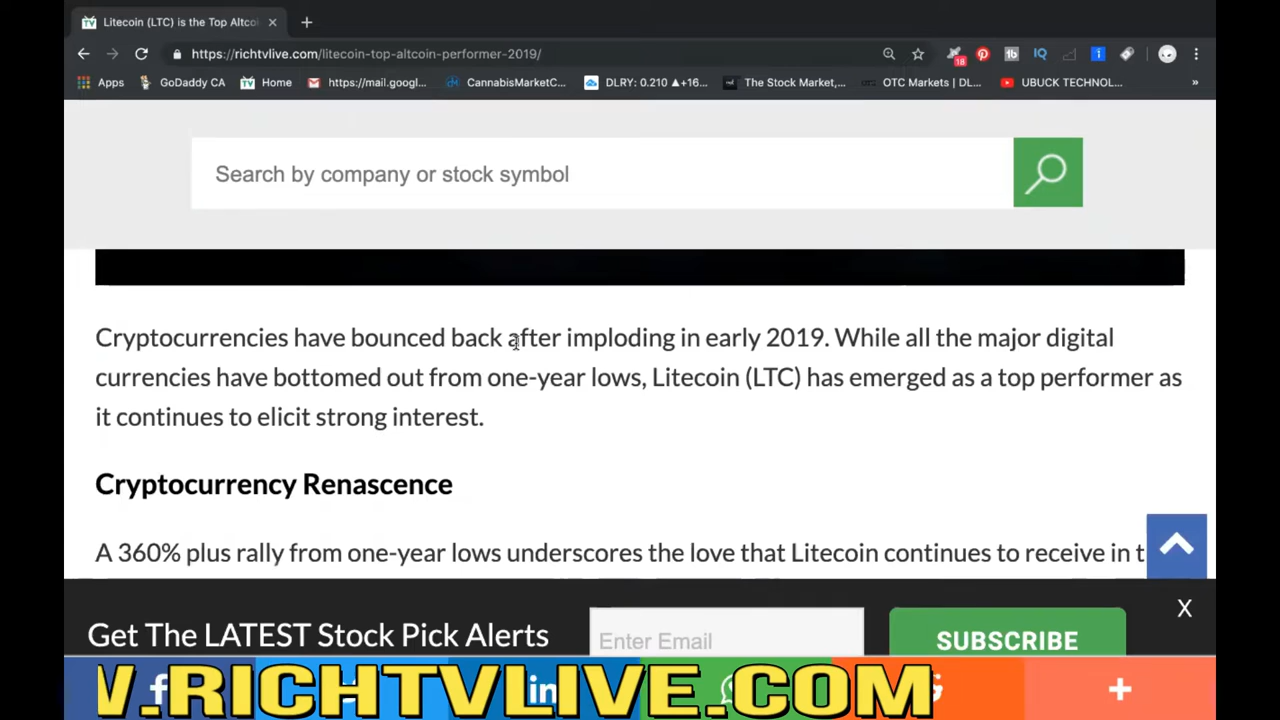 Litecoin (LTC) is the Top Altcoi
https://richtvlive.com/litecoin-top-altcoin-performer-2019/
18
Apps GoDaddy CA Home https://mail.googl... CannabisMarketC... DLRY: 0.210 ▲+16... The Stock Market,... OTC Markets | DL... UBUCK TECHNOL... »
Search by company or stock symbol
Cryptocurrencies have bounced back after imploding in early 2019. While all the major digital
currencies have bottomed out from one-year lows, Litecoin (LTC) has emerged as a top performer as
it continues to elicit strong interest.
Cryptocurrency Renascence
A 360% plus rally from one-year lows underscores the love that Litecoin continues to receive in t
X
Get The LATEST Stock Pick Alerts Enter Email SUBSCRIBE
V.RICHTVLIVE.COM